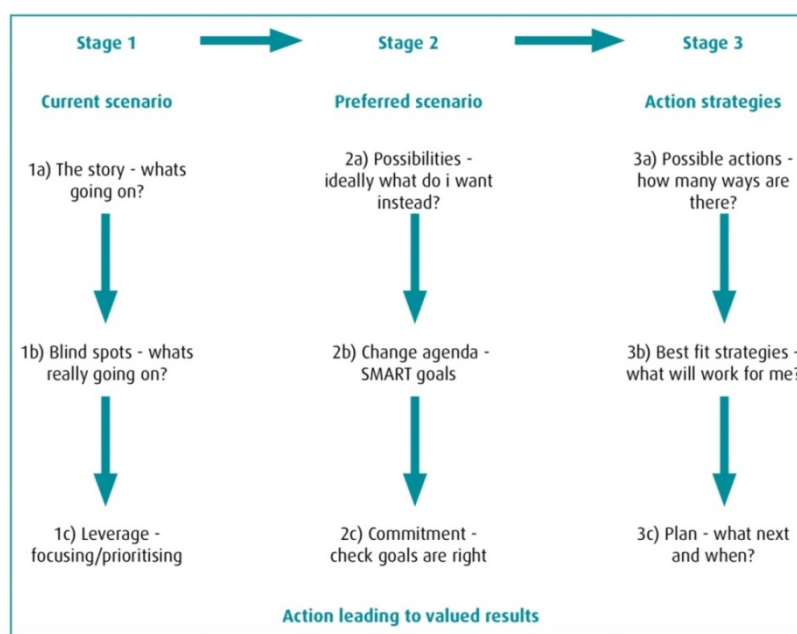 Stage 1
Stage 2
Stage 3
Current scenario
Preferred scenario
Action strategies
1a) The story - whats
going on?
2a) Possibilities -
ideally what do i want
instead?
3a) Possible actions -
how many ways are
there?
1b) Blind spots - whats
really going on?
2b) Change agenda -
SMART goals
3b) Best fit strategies -
what will work for me?
1c) Leverage -
focusing/prioritising
2c) Commitment -
check goals are right
3c) Plan - what next
and when?
Action leading to valued results